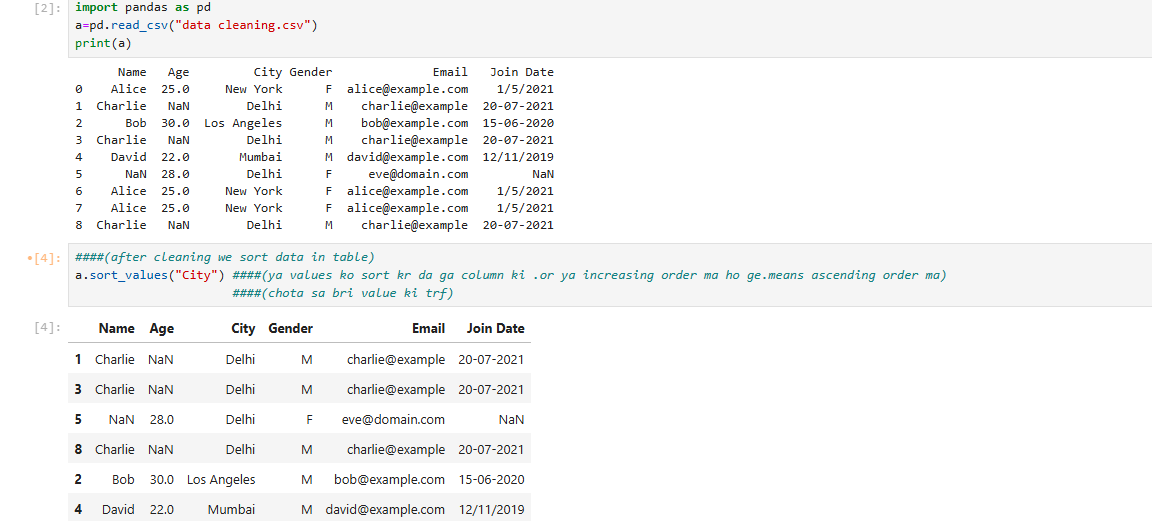 [2]: import pandas as pd
a=pd.read_csv("data cleaning.csv")
print(a)
Name Age City Gender Email Join Date
0 Alice 25.0 New York F alice@example.com 1/5/2021
1 Charlie NaN Delhi M charlie@example 20-07-2021
2 Bob 30.0 Los Angeles M bob@example.com 15-06-2020
3 Charlie NaN Delhi M charlie@example 20-07-2021
4 David 22.0 Mumbai M david@example.com 12/11/2019
5 NaN 28.0 Delhi F eve@domain.com NaN
6 Alice 25.0 New York F alice@example.com 1/5/2021
7 Alice 25.0 New York F alice@example.com 1/5/2021
8 Charlie NaN Delhi M charlie@example 20-07-2021
•[4]: ####(after cleaning we sort data in table)
a.sort_values("City") ####(ya values ko sort kr da ga column ki .or ya increasing order ma ho ge.means ascending order ma)
####(chota sa bri value ki trf)
[4]: Name Age City Gender Email Join Date
1 Charlie NaN Delhi M charlie@example 20-07-2021
3 Charlie NaN Delhi M charlie@example 20-07-2021
5 NaN 28.0 Delhi F eve@domain.com NaN
8 Charlie NaN Delhi M charlie@example 20-07-2021
2 Bob 30.0 Los Angeles M bob@example.com 15-06-2020
4 David 22.0 Mumbai M david@example.com 12/11/2019